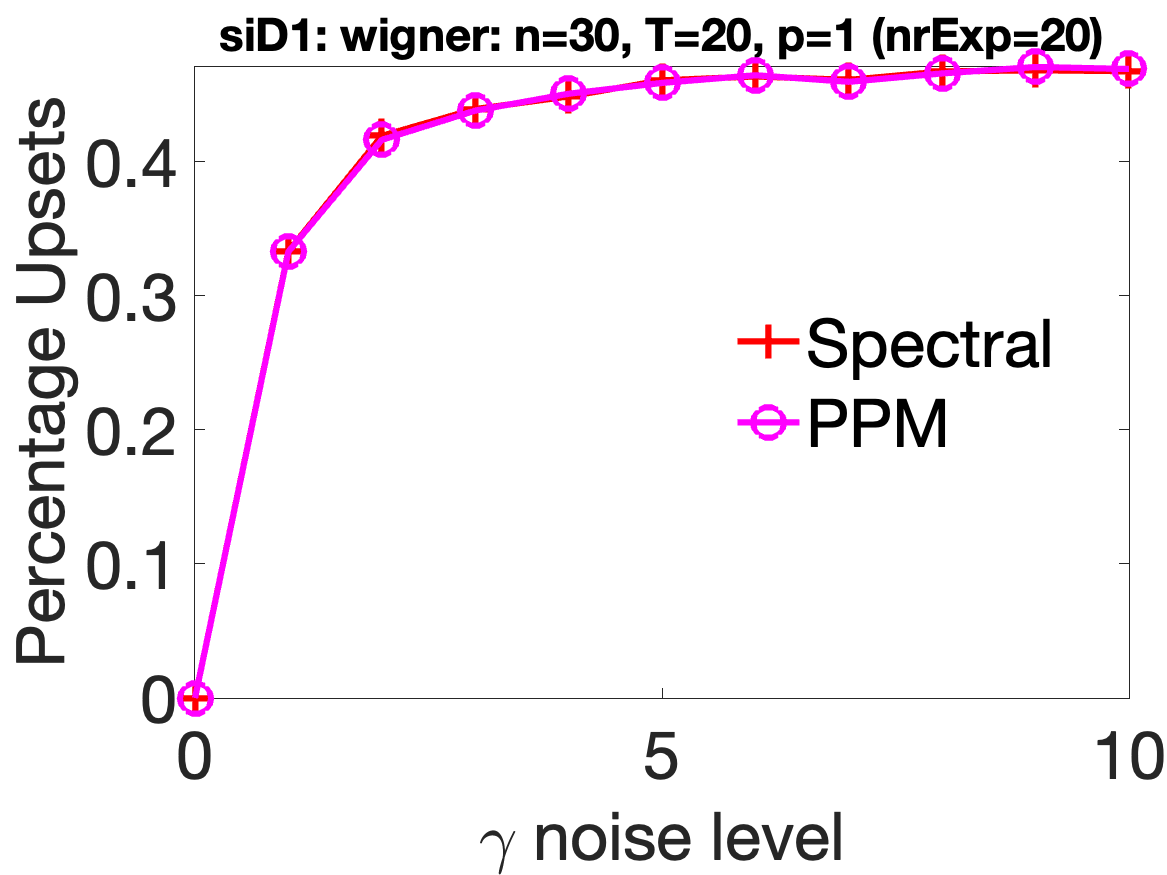 siD1: wigner: n=30, T=20, p=1 (nrExp=20)
Percentage Upsets
0.4
0.3
0.2
0.1
0
Spectral
PPM
0 5 10
γ noise level